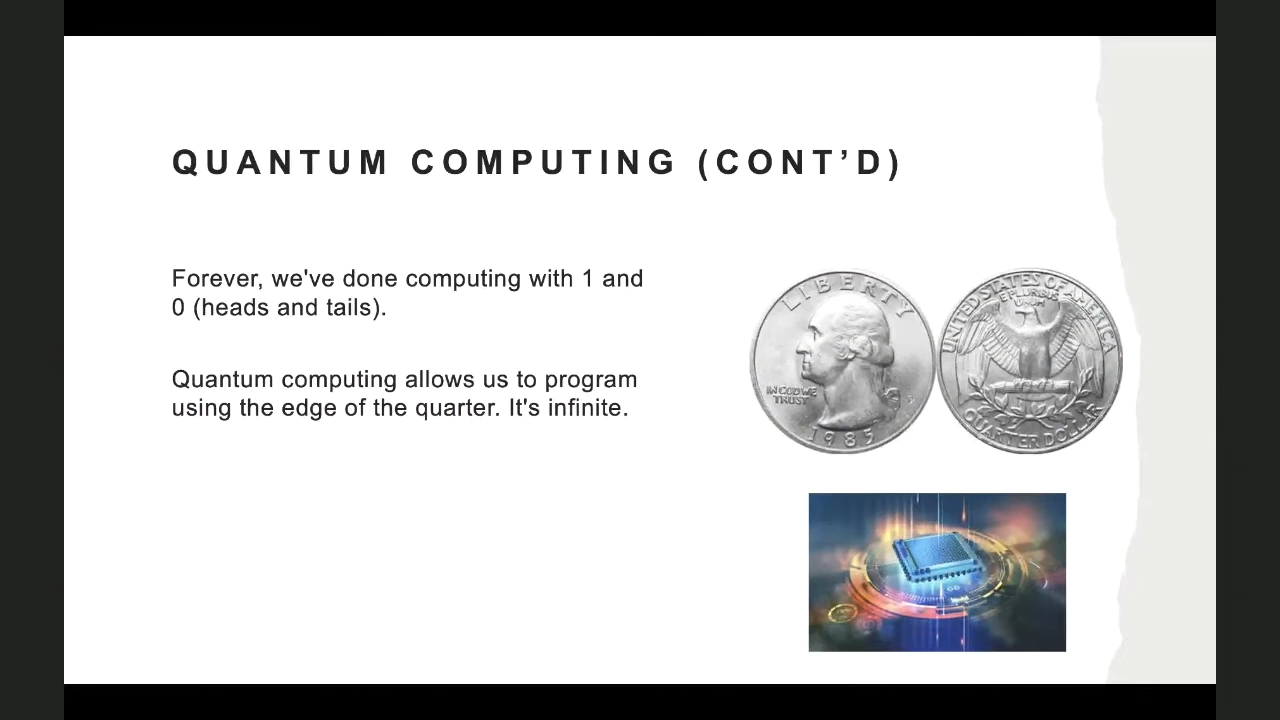 QUANTUM COMPUTING (CONT’D)
Forever, we've done computing with 1 and
0 (heads and tails).
Quantum computing allows us to program
using the edge of the quarter. It's infinite.
LIBERTY
IN GOD WE
TRUST
1985
UNITED STATES OF AMERICA
E PLURIBUS
UNUM
QUARTER DOLLAR